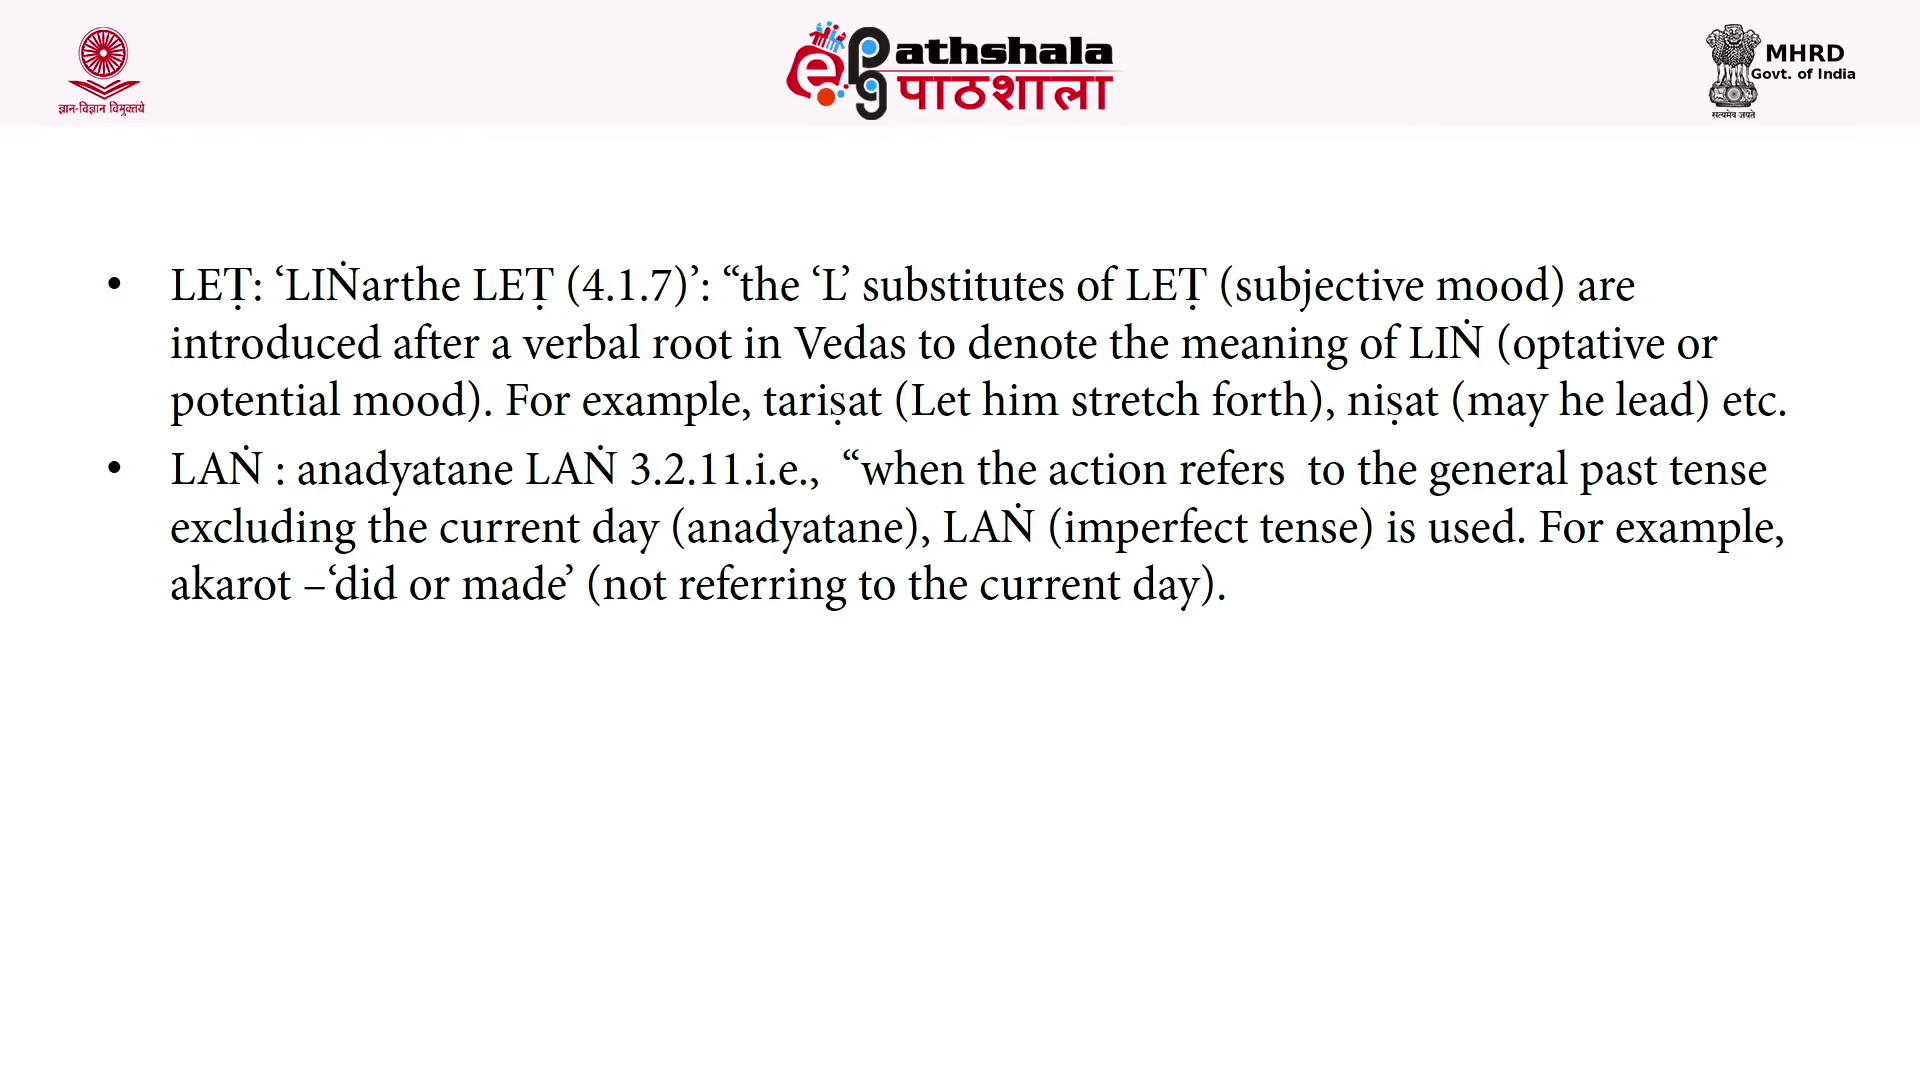 ज्ञान-विज्ञान विमुक्तये
ePathshala
पाठशाला
MHRD
Govt. of India
सत्यमेव जयते
• LEṬ: ‘LIṄarthe LEṬ (4.1.7)’: “the ‘L’ substitutes of LEṬ (subjective mood) are
introduced after a verbal root in Vedas to denote the meaning of LIṄ (optative or
potential mood). For example, tariṣat (Let him stretch forth), niṣat (may he lead) etc.
• LAṄ : anadyatane LAṄ 3.2.11.i.e., “when the action refers to the general past tense
excluding the current day (anadyatane), LAṄ (imperfect tense) is used. For example,
akarot –‘did or made’ (not referring to the current day).